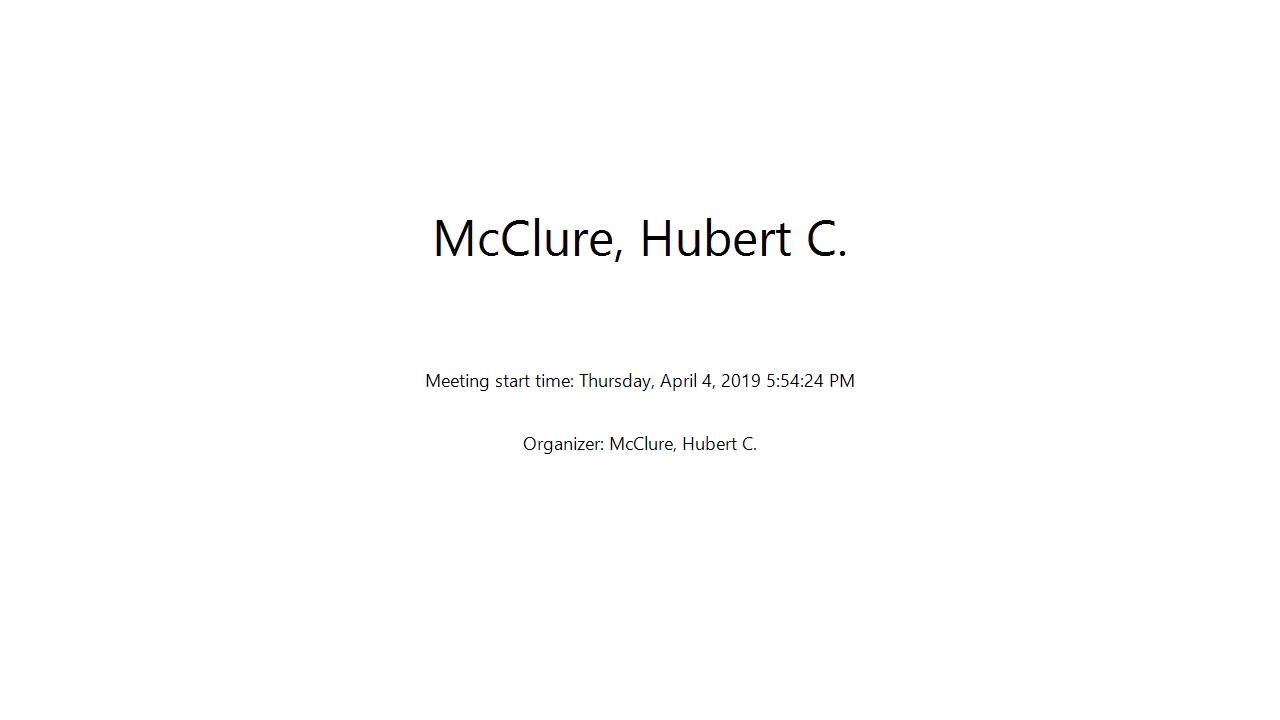 McClure, Hubert C.
Meeting start time: Thursday, April 4, 2019 5:54:24 PM
Organizer: McClure, Hubert C.